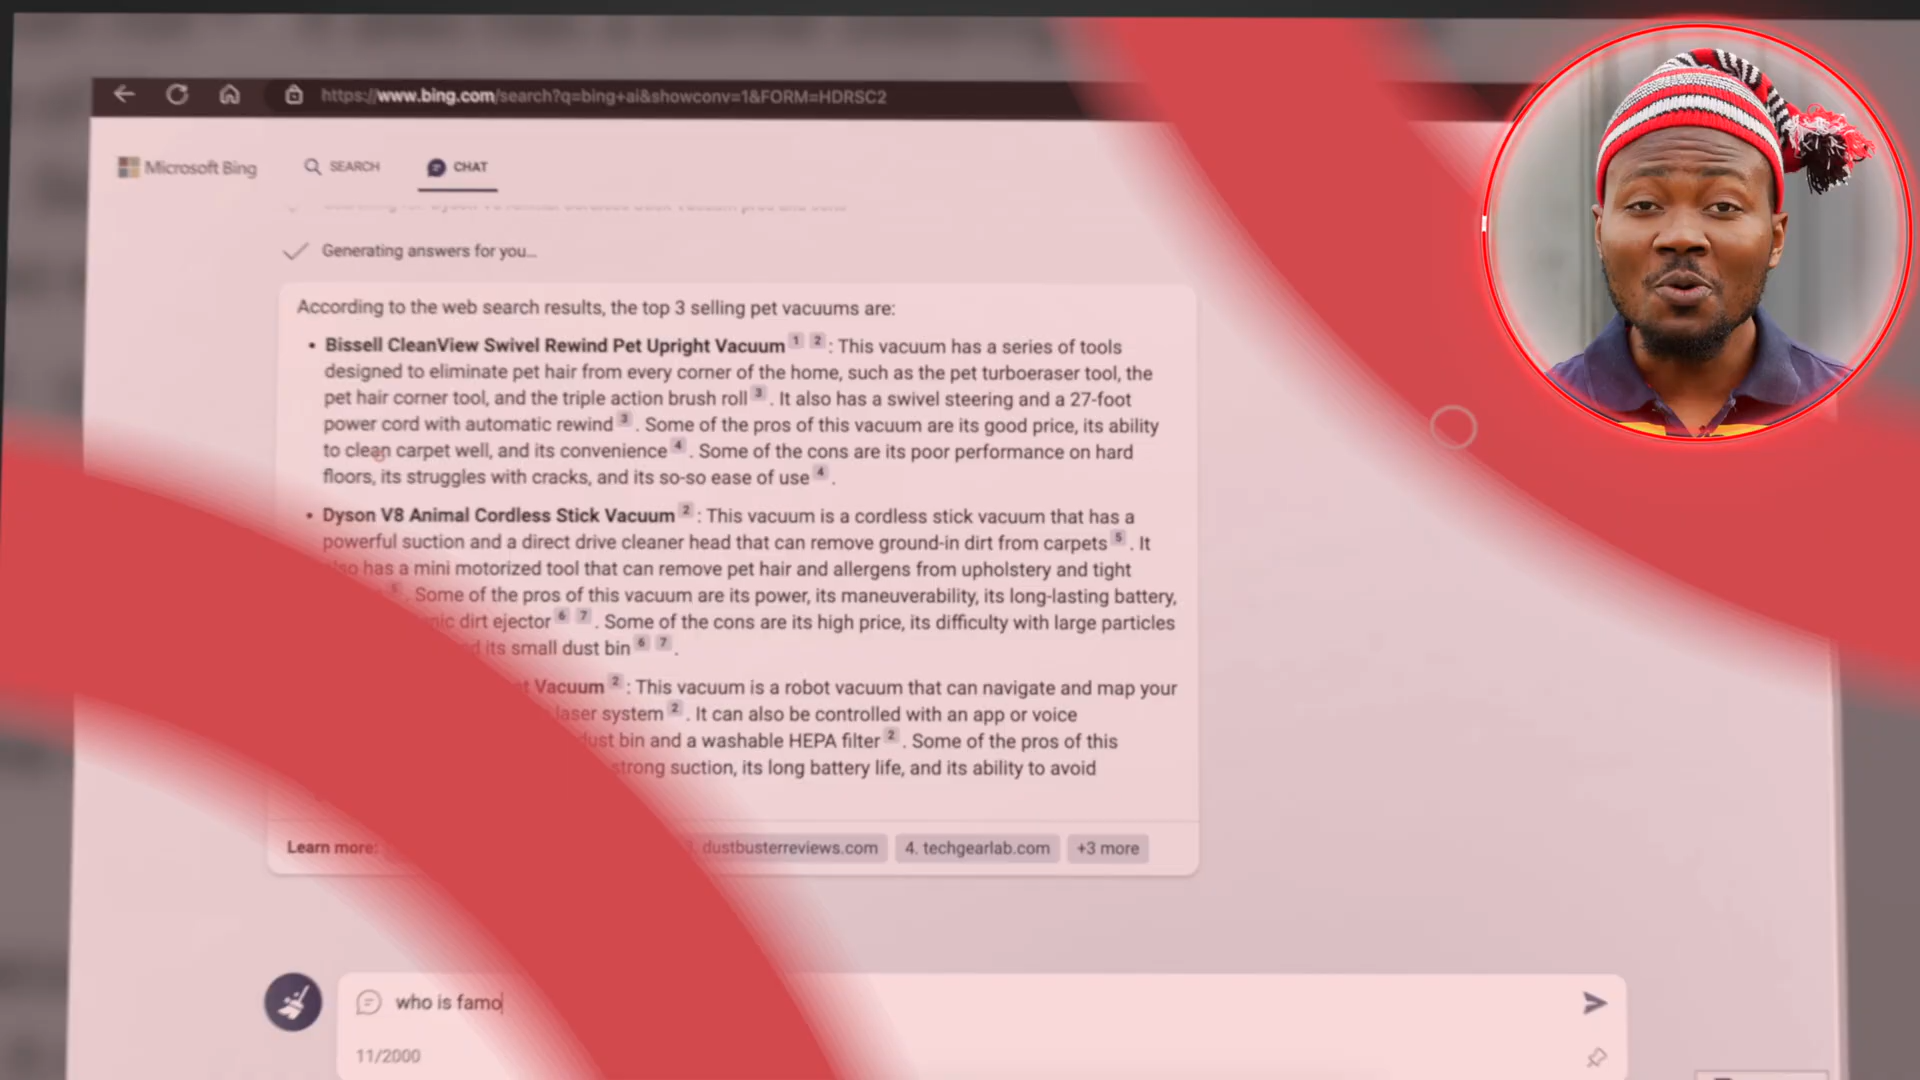 https://www.bing.com/search?q=bing+ai&showconv=1&FORM=HDRSC2
Microsoft Bing SEARCH CHAT
Generating answers for you...
According to the web search results, the top 3 selling pet vacuums are:
• Bissell CleanView Swivel Rewind Pet Upright Vacuum 1 2 : This vacuum has a series of tools
designed to eliminate pet hair from every corner of the home, such as the pet turboeraser tool, the
pet hair corner tool, and the triple action brush roll 3 . It also has a swivel steering and a 27-foot
power cord with automatic rewind 3 . Some of the pros of this vacuum are its good price, its ability
to clean carpet well, and its convenience 4 . Some of the cons are its poor performance on hard
floors, its struggles with cracks, and its so-so ease of use 4 .
• Dyson V8 Animal Cordless Stick Vacuum 2 : This vacuum is a cordless stick vacuum that has a
powerful suction and a direct drive cleaner head that can remove ground-in dirt from carpets 5 . It
also has a mini motorized tool that can remove pet hair and allergens from upholstery and tight
5 . Some of the pros of this vacuum are its power, its maneuverability, its long-lasting battery,
dirt ejector 6 7 . Some of the cons are its high price, its difficulty with large particles
its small dust bin 6 7 .
Vacuum 2 : This vacuum is a robot vacuum that can navigate and map your
laser system 2 . It can also be controlled with an app or voice
dust bin and a washable HEPA filter 2 . Some of the pros of this
strong suction, its long battery life, and its ability to avoid
Learn more: 3. dustbusterreviews.com 4. techgearlab.com +3 more
who is famo
11/2000